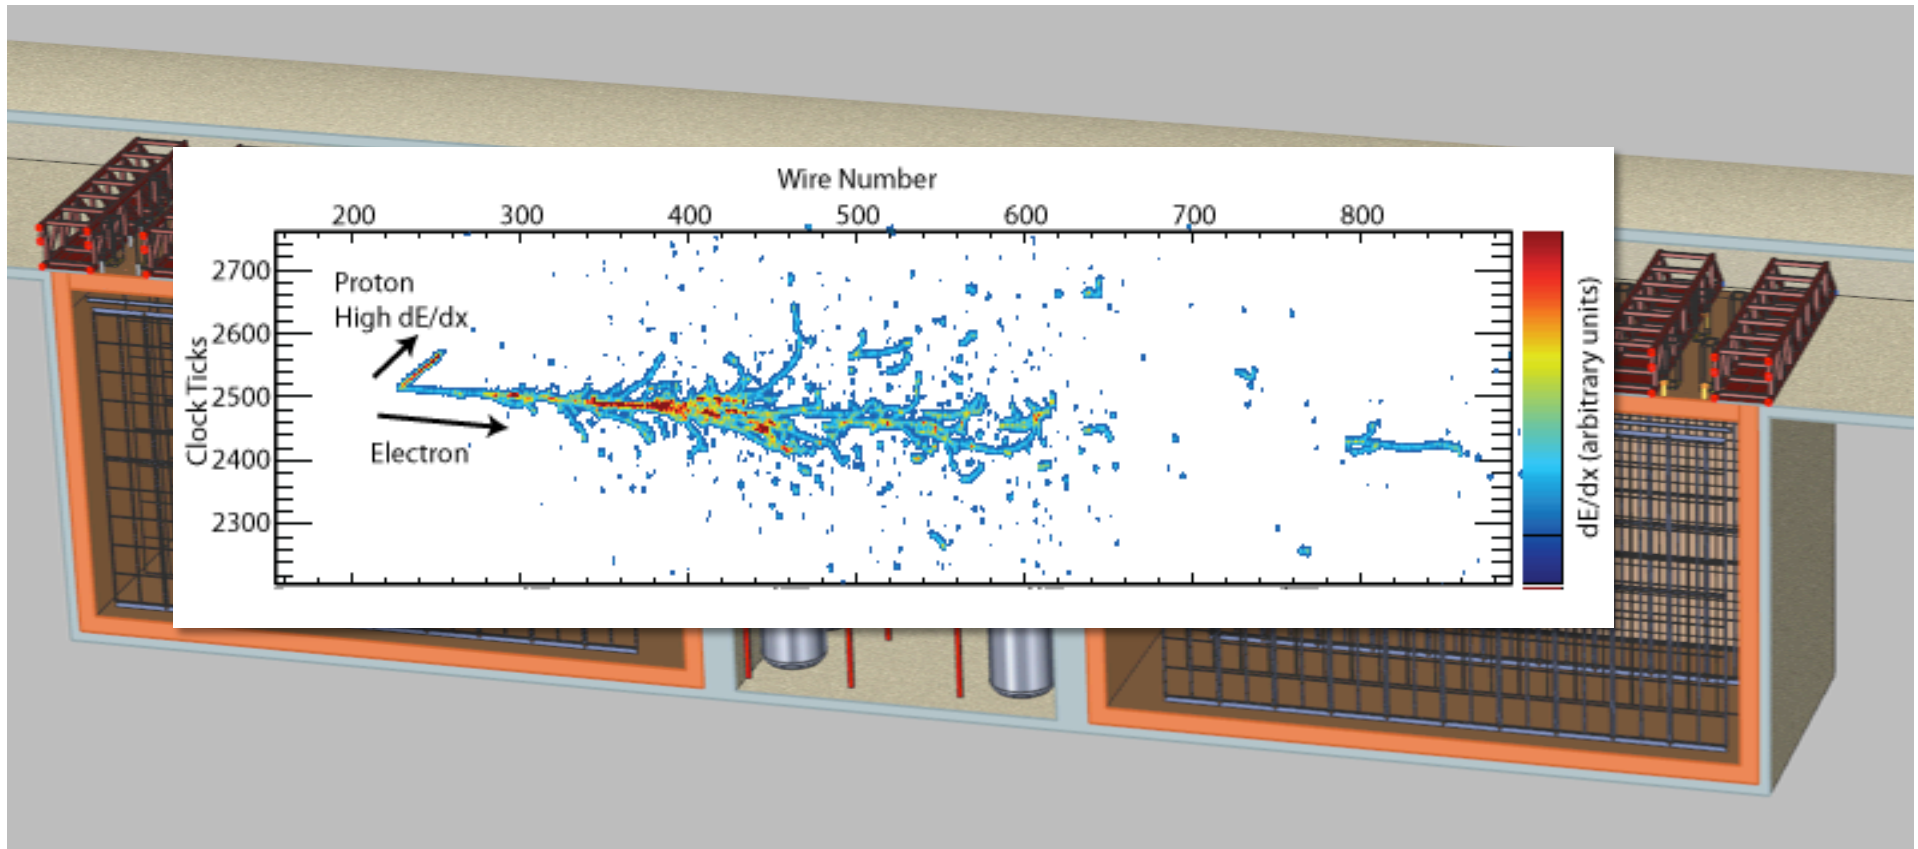 Wire Number
200 300 400 500 600 700 800
2700
2600
2500
2400
2300
Clock Ticks
Proton
High dE/dx
Electron
dE/dx (arbitrary units)